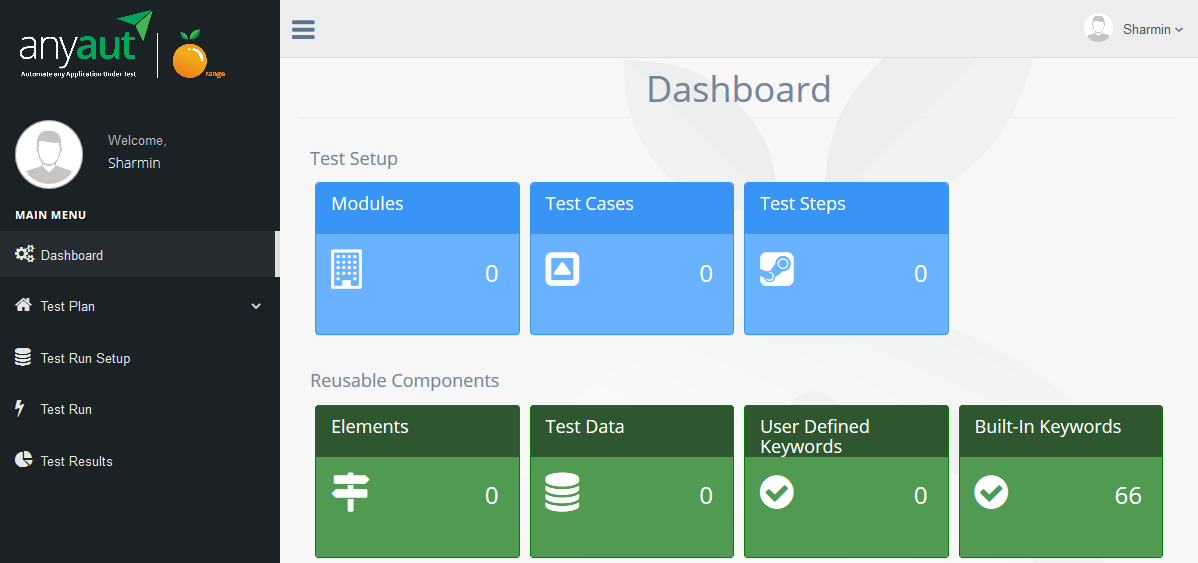 anyaut
Automate any Application Under Test
range
Sharmin
Welcome,
Sharmin
MAIN MENU
Dashboard
Test Plan
Test Run Setup
Test Run
Test Results
Dashboard
Test Setup
Modules
0
Test Cases
0
Test Steps
0
Reusable Components
Elements
0
Test Data
0
User Defined
Keywords
0
Built-In Keywords
66